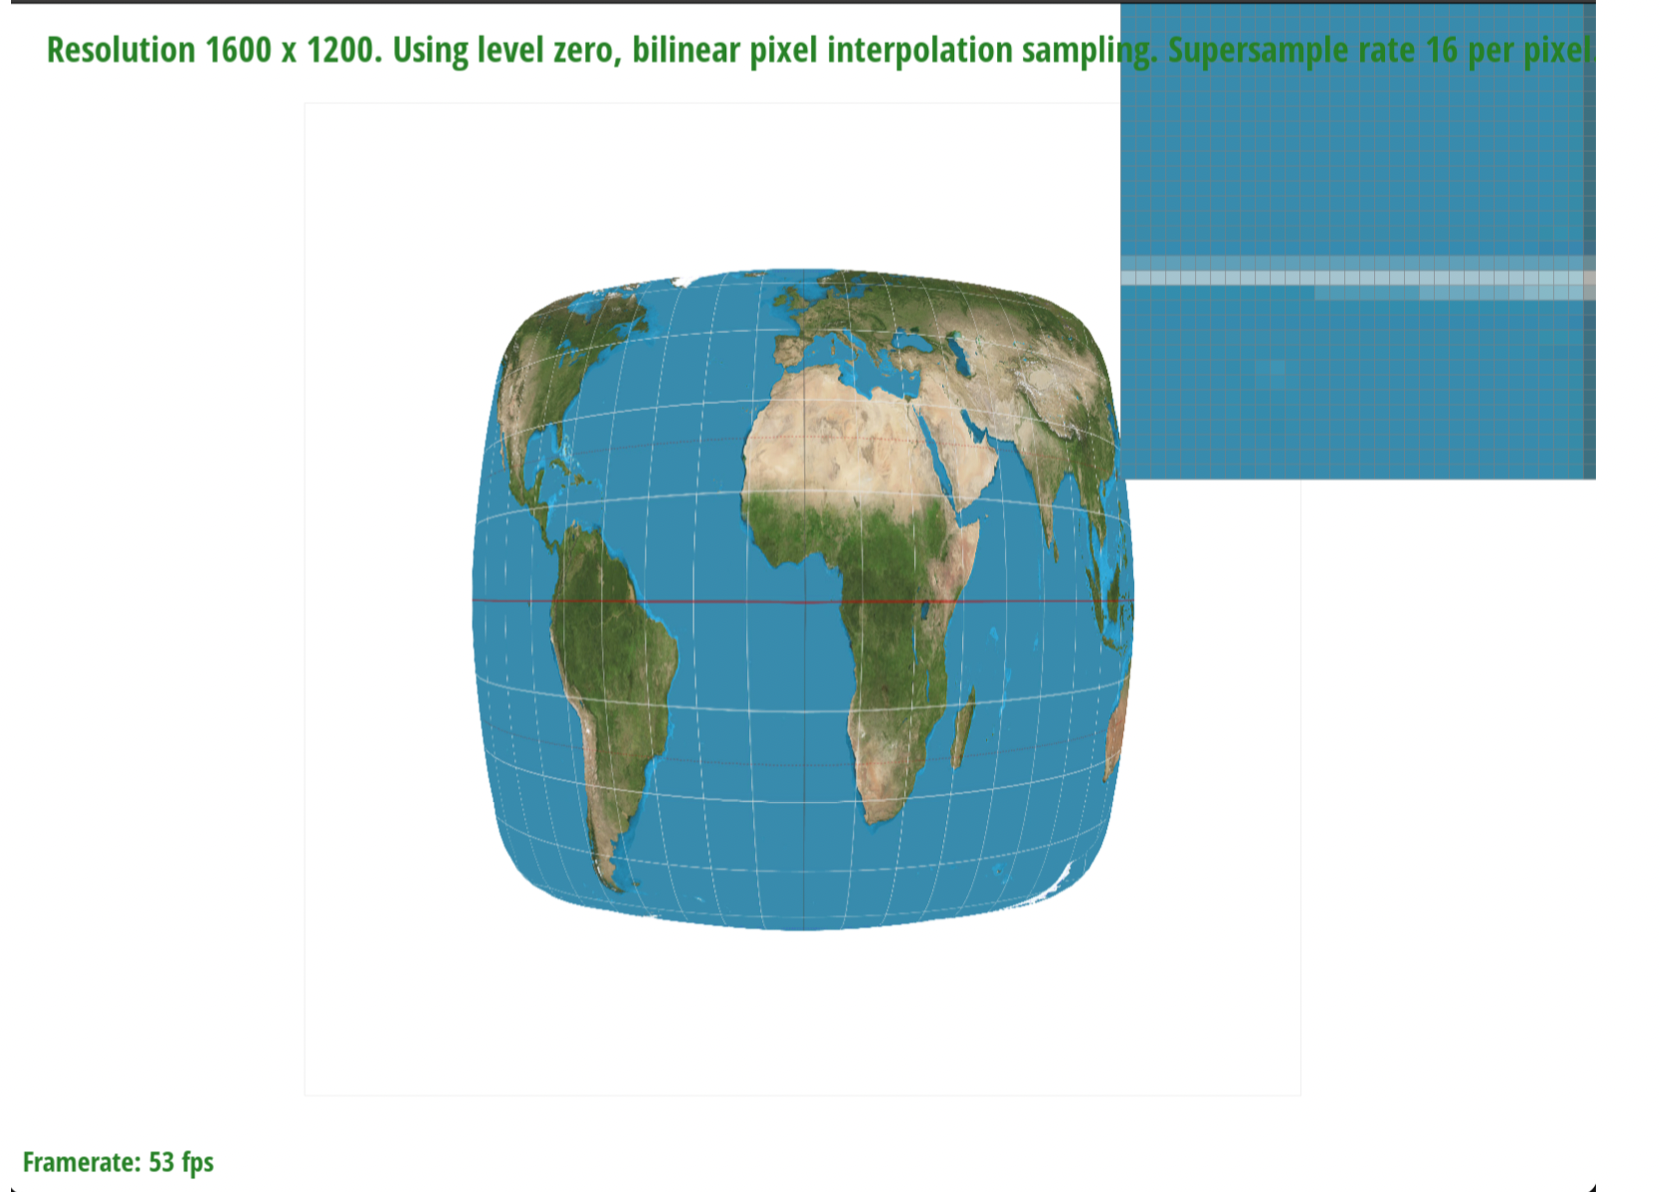 Resolution 1600 x 1200. Using level zero, bilinear pixel interpolation sampling. Supersample rate 16 per pixel
Framerate: 53 fps